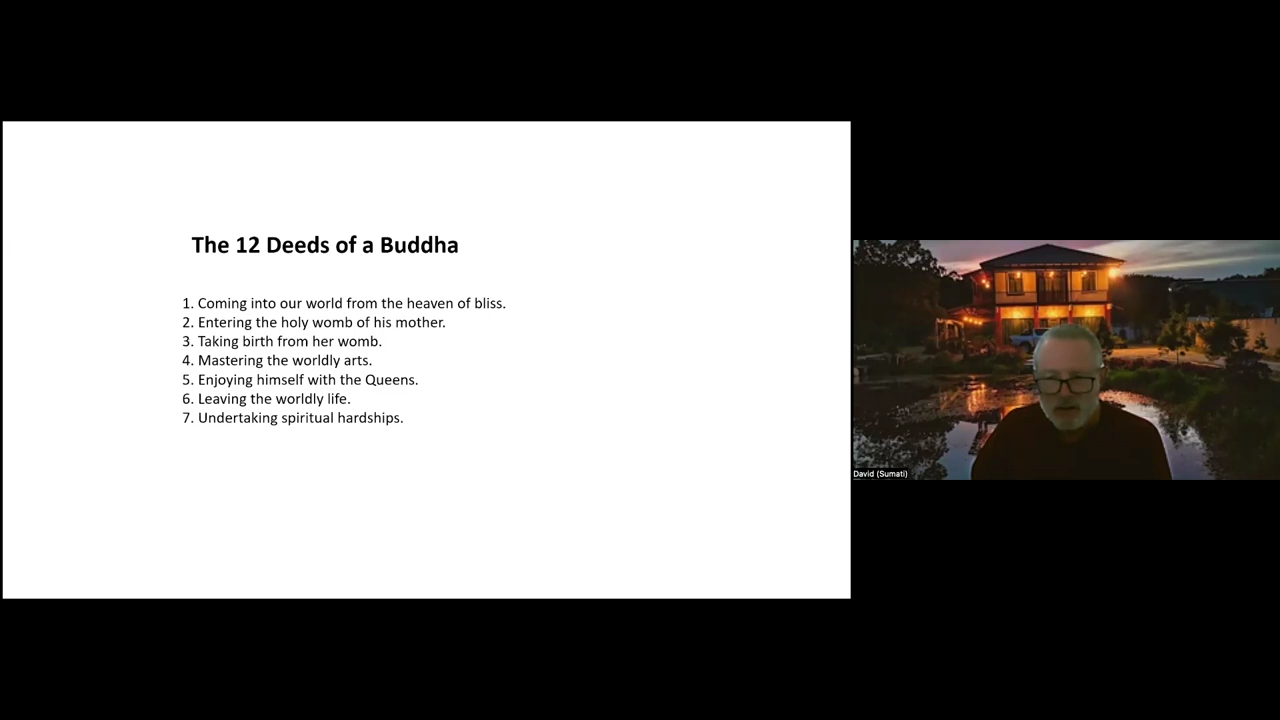 The 12 Deeds of a Buddha
1. Coming into our world from the heaven of bliss.
2. Entering the holy womb of his mother.
3. Taking birth from her womb.
4. Mastering the worldly arts.
5. Enjoying himself with the Queens.
6. Leaving the worldly life.
7. Undertaking spiritual hardships.
David (Sumati)